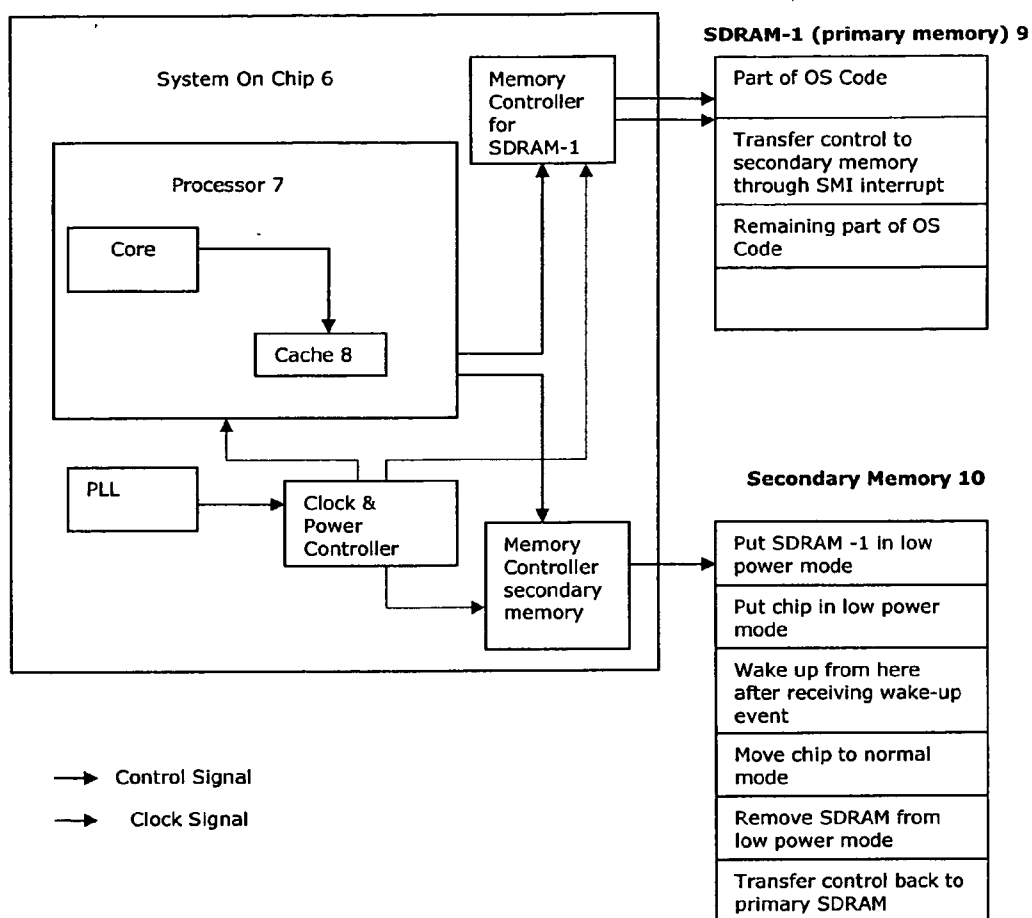 SDRAM-1 (primary memory) 9
System On Chip 6
Memory
Controller
for
SDRAM-1
Part of OS Code
Transfer control to
secondary memory
through SMI interrupt
Remaining part of OS
Code
Processor 7
Core
Cache 8
PLL
Clock &
Power
Controller
Memory
Controller
secondary
memory
Secondary Memory 10
Put SDRAM -1 in low
power mode
Put chip in low power
mode
Wake up from here
after receiving wake-up
event
Move chip to normal
mode
Remove SDRAM from
low power mode
Transfer control back to
primary SDRAM
Control Signal
Clock Signal